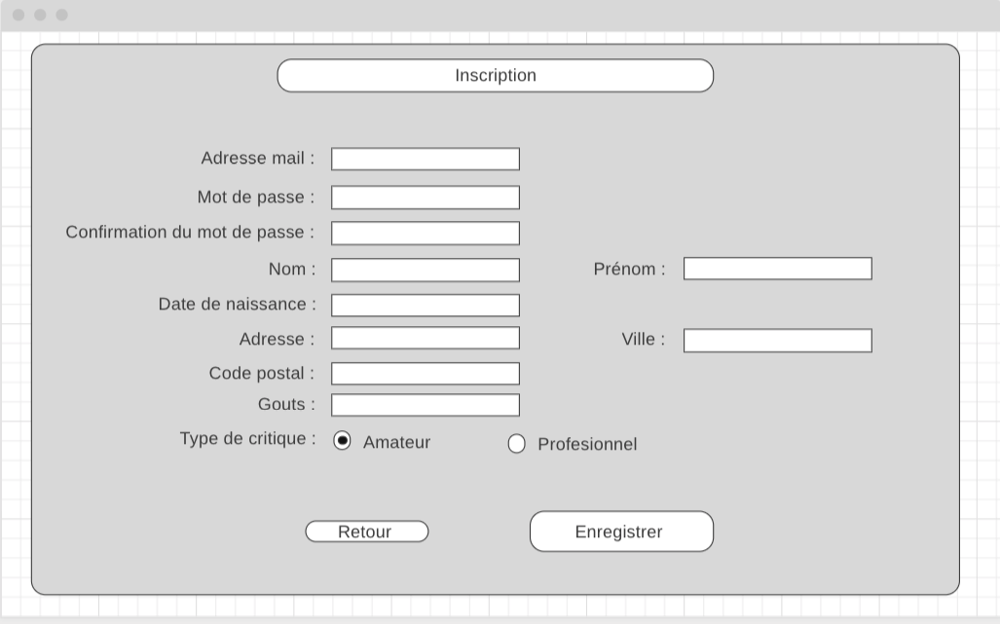 Inscription
Adresse mail :
Mot de passe :
Confirmation du mot de passe :
Nom :
Prénom :
Date de naissance :
Adresse :
Ville :
Code postal :
Gouts :
Type de critique :
Amateur
Profesionnel
Retour
Enregistrer